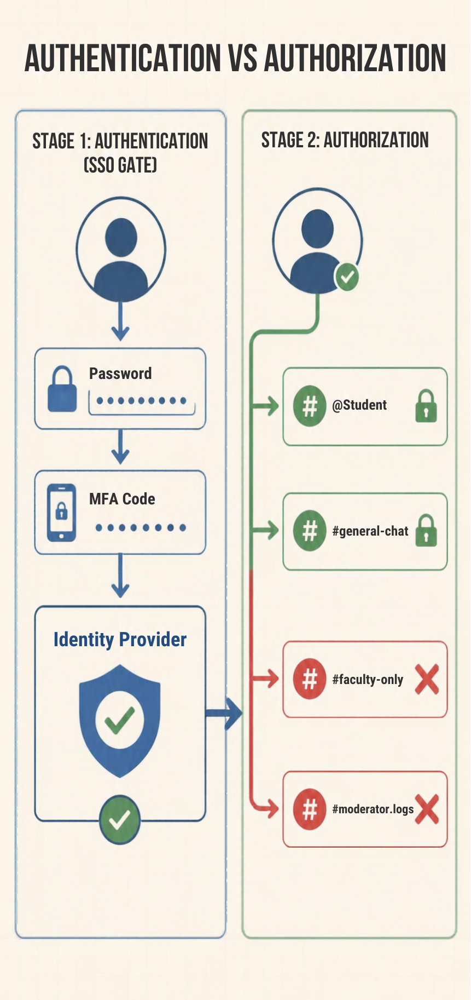 AUTHENTICATION VS AUTHORIZATION
STAGE 1: AUTHENTICATION
(SSO GATE)
Password
MFA Code
Identity Provider
STAGE 2: AUTHORIZATION
# @Student
# #general-chat
# #faculty-only
# #moderator.logs